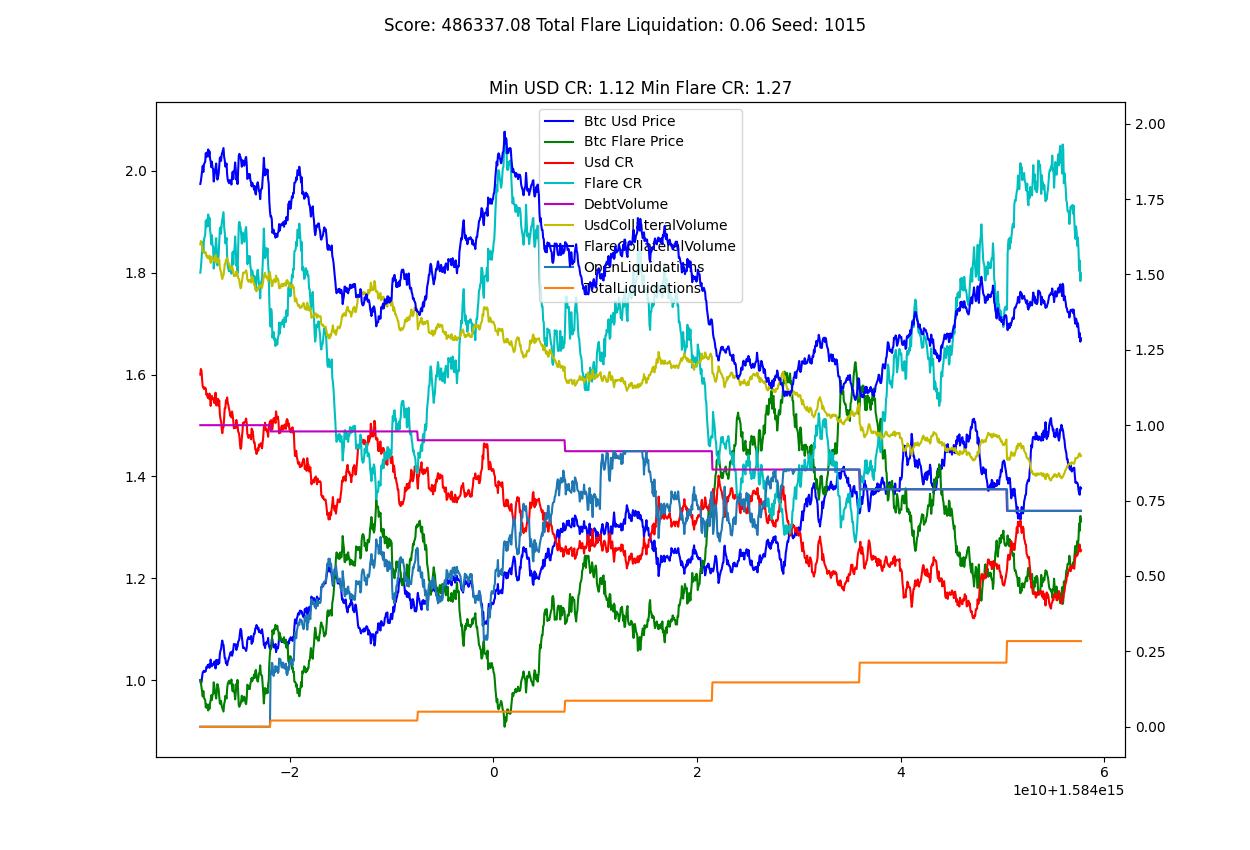 Score: 486337.08 Total Flare Liquidation: 0.06 Seed: 1015
Min USD CR: 1.12 Min Flare CR: 1.27
Btc Usd Price
Btc Flare Price
Usd CR
Flare CR
DebtVolume
UsdCollateralVolume
FlareCollateralVolume
OpenLiquidations
TotalLiquidations
2.0
1.8
1.6
1.4
1.2
1.0
2.00
1.75
1.50
1.25
1.00
0.75
0.50
0.25
0.00
−2 0 2 4 6
1e10+1.584e15